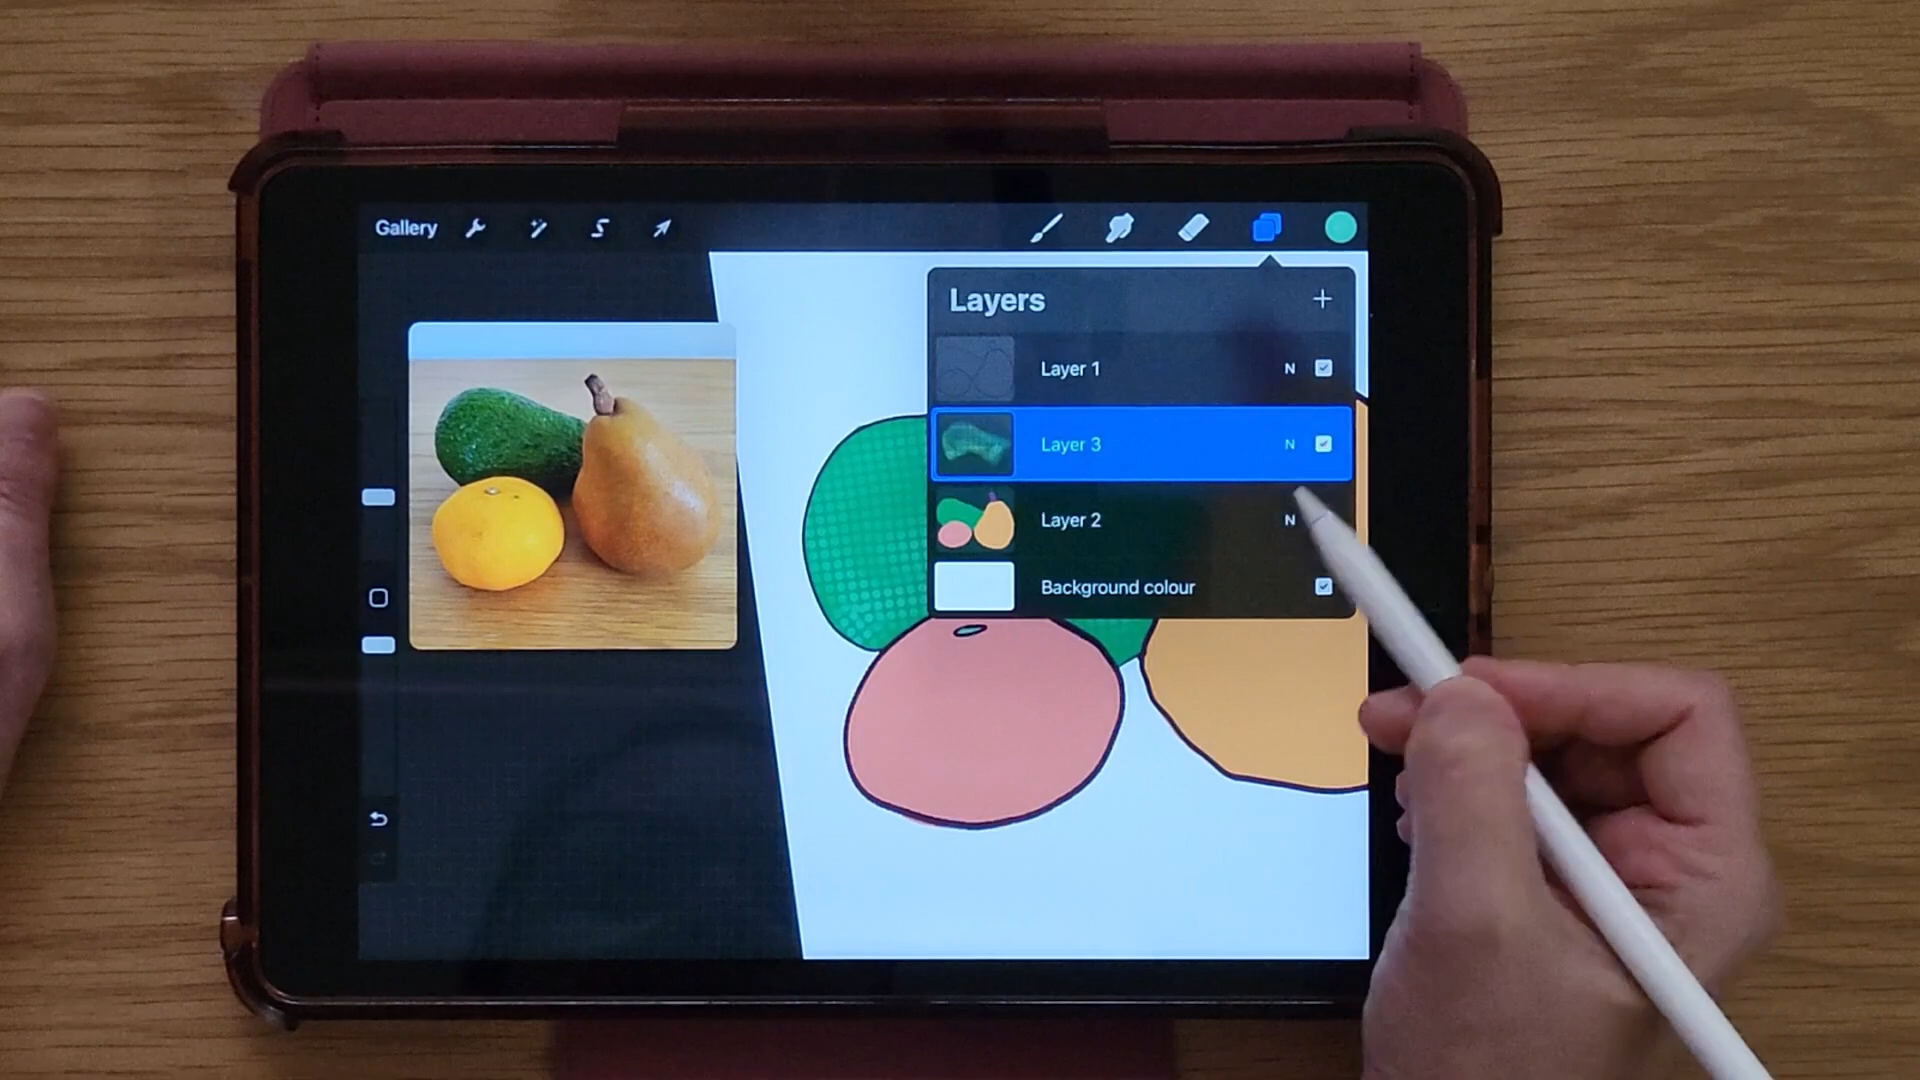 Gallery
Layers
Layer 1 N
Layer 3 N
Layer 2 N
Background colour